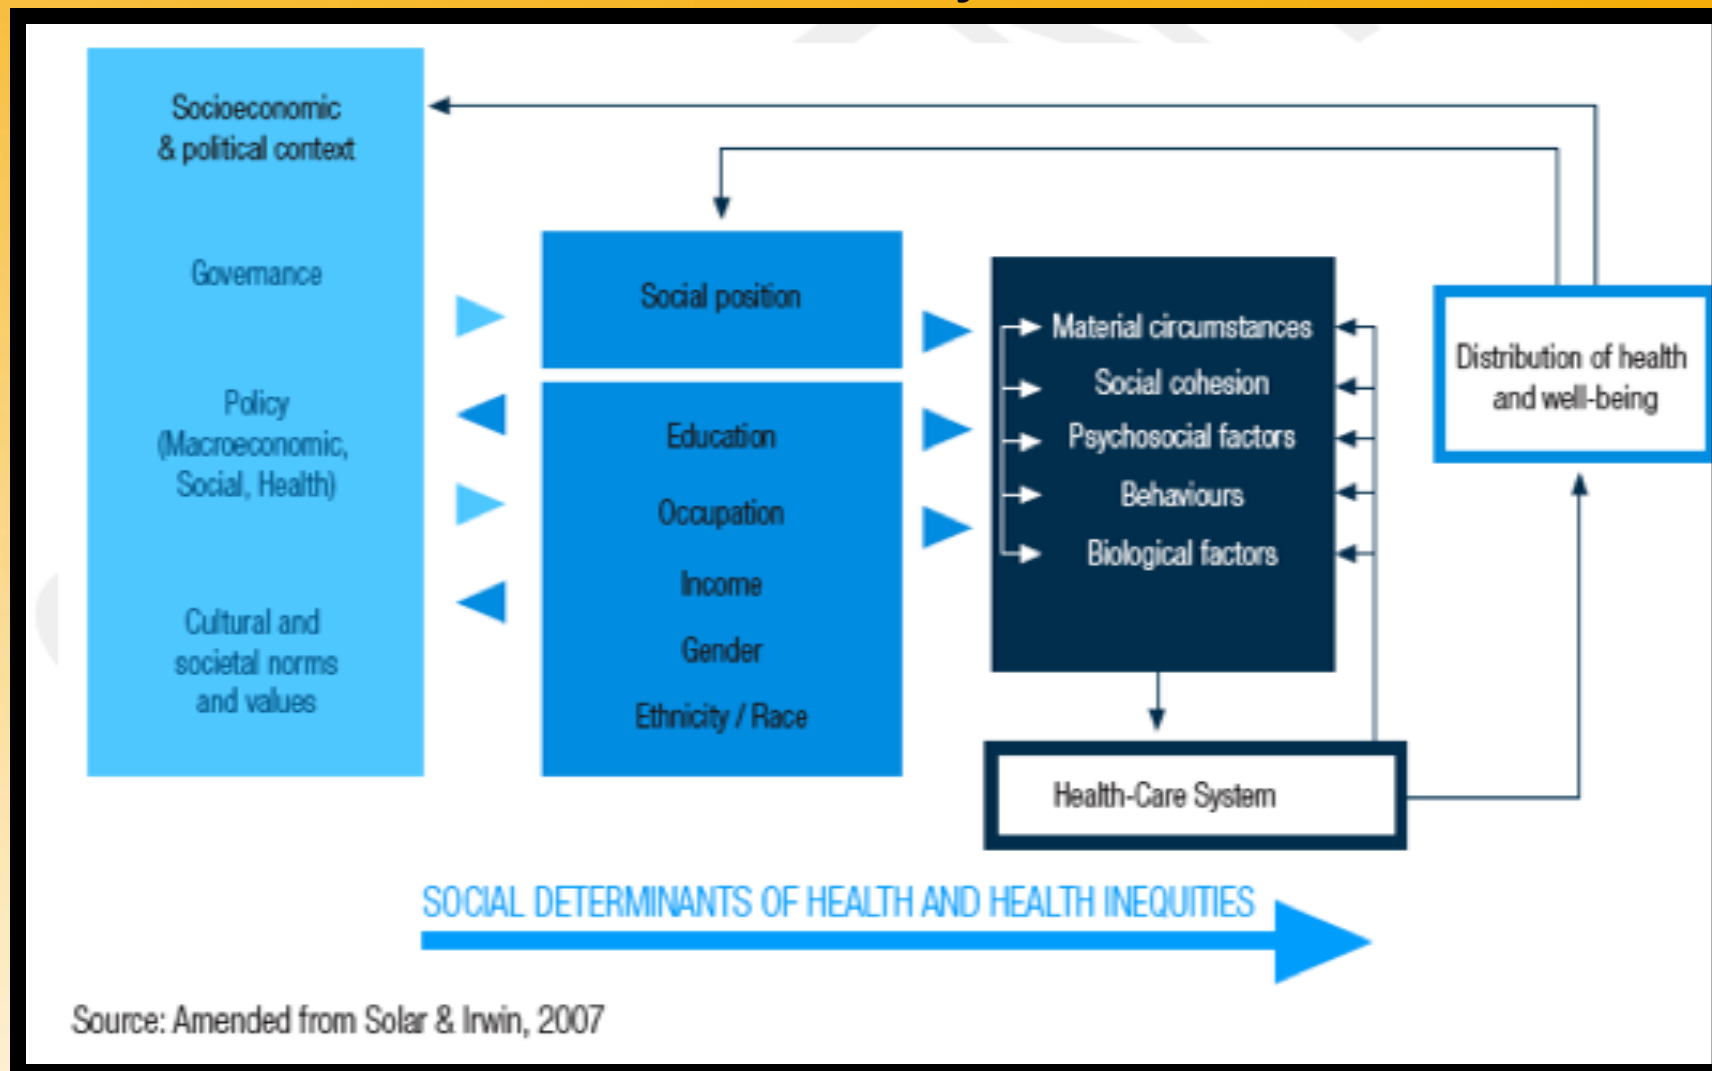 Socioeconomic
& political context
Governance
Policy
(Macroeconomic,
Social, Health)
Cultural and
societal norms
and values
Social position
Education
Occupation
Income
Gender
Ethnicity / Race
Material circumstances
Social cohesion
Psychosocial factors
Behaviours
Biological factors
Health-Care System
Distribution of health
and well-being
SOCIAL DETERMINANTS OF HEALTH AND HEALTH INEQUITIES
Source: Amended from Solar & Irwin, 2007